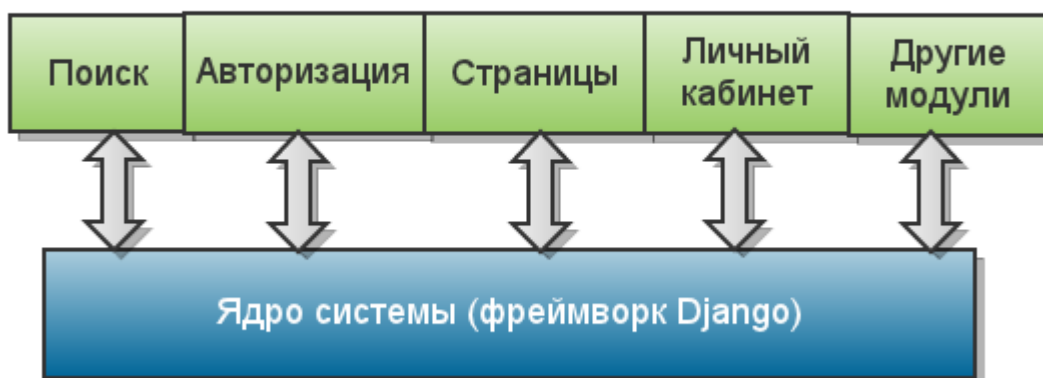 Поиск
Авторизация
Страницы
Личный
кабинет
Другие
модули
Ядро системы (фреймворк Django)